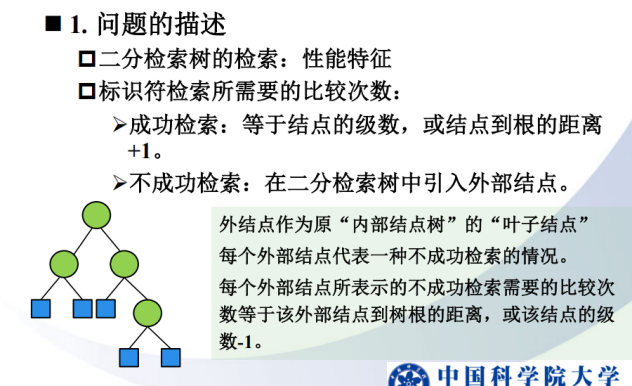 1. 问题的描述
二分检索树的检索：性能特征
标识符检索所需要的比较次数：
成功检索：等于结点的级数，或结点到根的距离
+1。
不成功检索：在二分检索树中引入外部结点。
外结点作为原“内部结点树”的“叶子结点”
每个外部结点代表一种不成功检索的情况。
每个外部结点所表示的不成功检索需要的比较次
数等于该外部结点到树根的距离，或该结点的级
数-1。
中国科学院大学